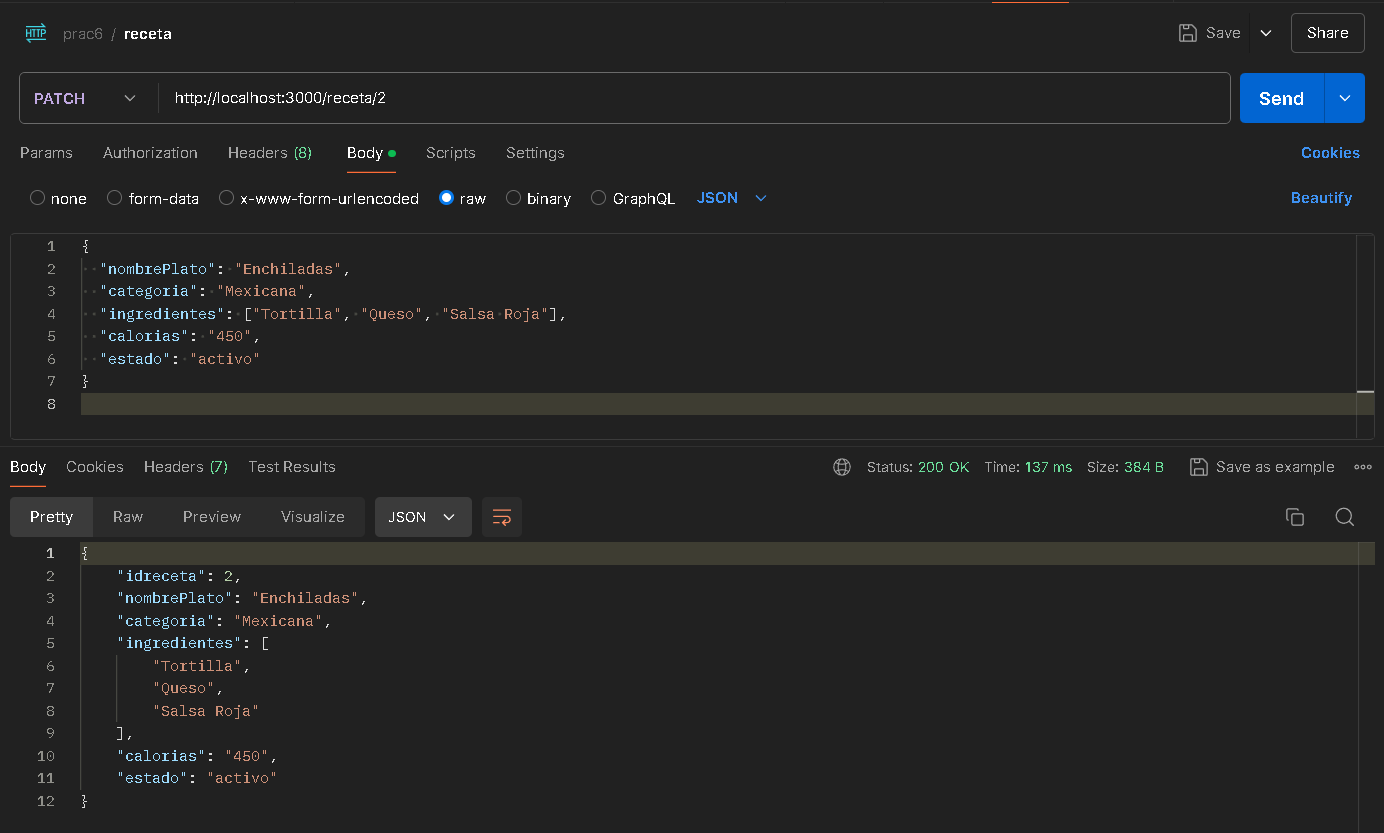 HTTP prac6 / receta Save Share
PATCH http://localhost:3000/receta/2 Send
Params Authorization Headers (8) Body Scripts Settings Cookies
none form-data x-www-form-urlencoded raw binary GraphQL JSON Beautify
1 {
2 "nombrePlato": "Enchiladas",
3 "categoria": "Mexicana",
4 "ingredientes": ["Tortilla", "Queso", "Salsa Roja"],
5 "calorias": "450",
6 "estado": "activo"
7 }
8
Body Cookies Headers (7) Test Results Status: 200 OK Time: 137 ms Size: 384 B Save as example
Pretty Raw Preview Visualize JSON
1 {
2 "idreceta": 2,
3 "nombrePlato": "Enchiladas",
4 "categoria": "Mexicana",
5 "ingredientes": [
6 "Tortilla",
7 "Queso",
8 "Salsa Roja"
9 ],
10 "calorias": "450",
11 "estado": "activo"
12 }